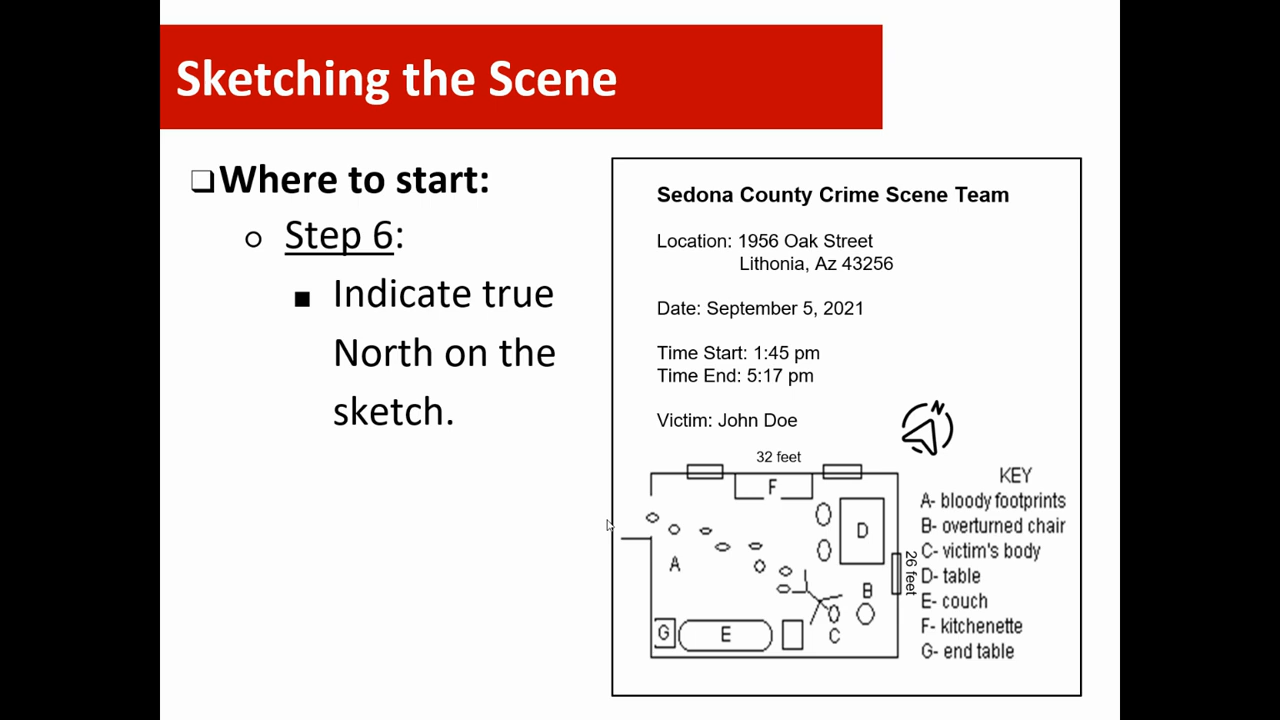 Sketching the Scene
Where to start:
Step 6:
Indicate true
North on the
sketch.
Sedona County Crime Scene Team
Location: 1956 Oak Street
Lithonia, Az 43256
Date: September 5, 2021
Time Start: 1:45 pm
Time End: 5:17 pm
Victim: John Doe
N
32 feet
F
D
A
B
C
G
E
26 feet
KEY
A- bloody footprints
B- overturned chair
C- victim's body
D- table
E- couch
F- kitchenette
G- end table